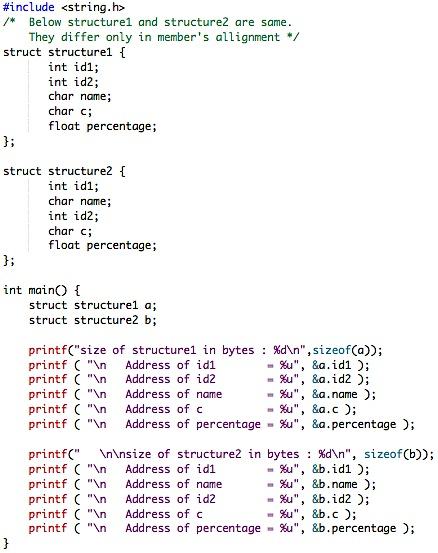 #include <string.h>
/*  Below structure1 and structure2 are same.
    They differ only in member's allignment */
struct structure1 {
       int id1;
       int id2;
       char name;
       char c;
       float percentage;
};

struct structure2 {
       int id1;
       char name;
       int id2;
       char c;
       float percentage;
};

int main() {
    struct structure1 a;
    struct structure2 b;

    printf("size of structure1 in bytes : %d\n",sizeof(a));
    printf ( "\n   Address of id1        = %u", &a.id1 );
    printf ( "\n   Address of id2        = %u", &a.id2 );
    printf ( "\n   Address of name       = %u", &a.name );
    printf ( "\n   Address of c          = %u", &a.c );
    printf ( "\n   Address of percentage = %u", &a.percentage );

    printf("   \n\nsize of structure2 in bytes : %d\n", sizeof(b));
    printf ( "\n   Address of id1        = %u", &b.id1 );
    printf ( "\n   Address of name       = %u", &b.name );
    printf ( "\n   Address of id2        = %u", &b.id2 );
    printf ( "\n   Address of c          = %u", &b.c );
    printf ( "\n   Address of percentage = %u", &b.percentage );
}